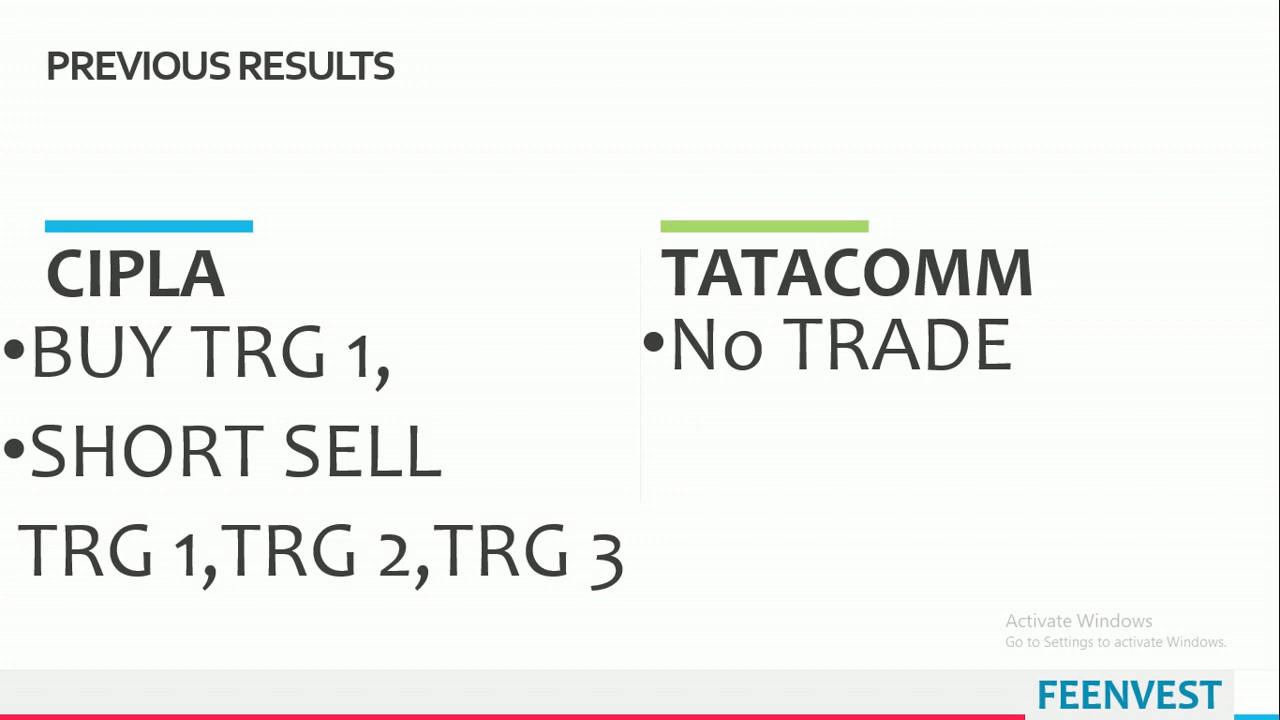 PREVIOUS RESULTS
CIPLA
•BUY TRG 1,
•SHORT SELL
TRG 1,TRG 2,TRG 3
TATACOMM
•No TRADE
Activate Windows
Go to Settings to activate Windows.
FEENVEST